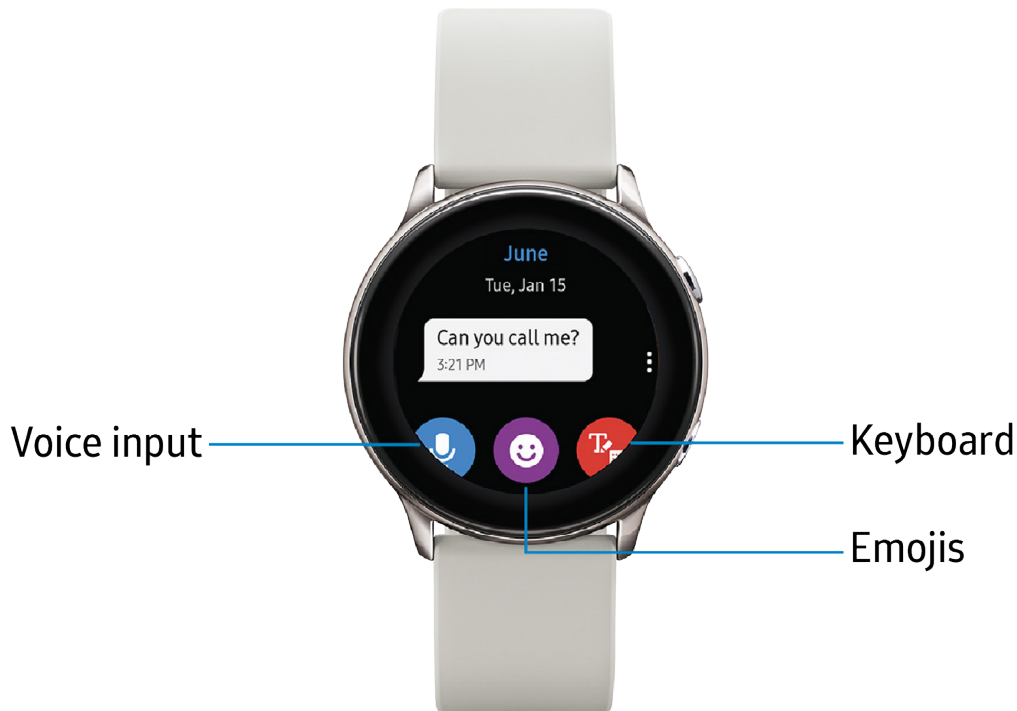 June
Tue, Jan 15
Can you call me?
3:21 PM
Voice input
Keyboard
Emojis